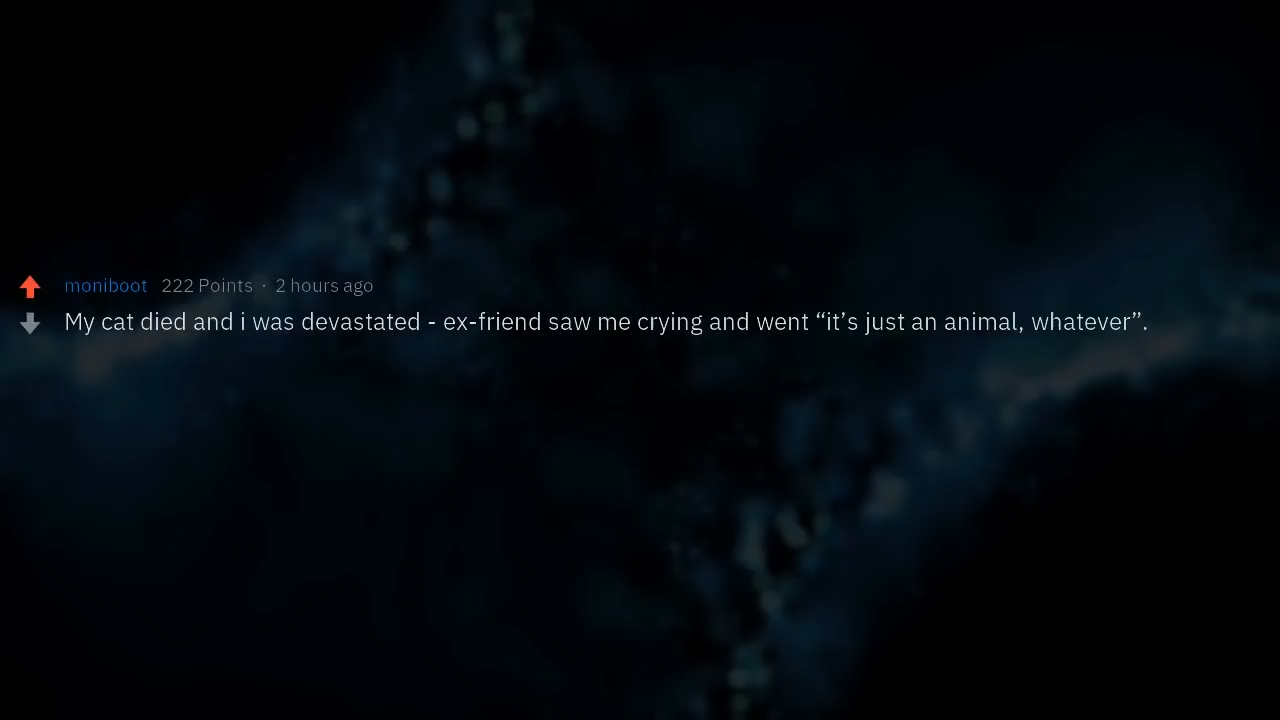 moniboot 222 Points · 2 hours ago
My cat died and i was devastated - ex-friend saw me crying and went “it’s just an animal, whatever”.